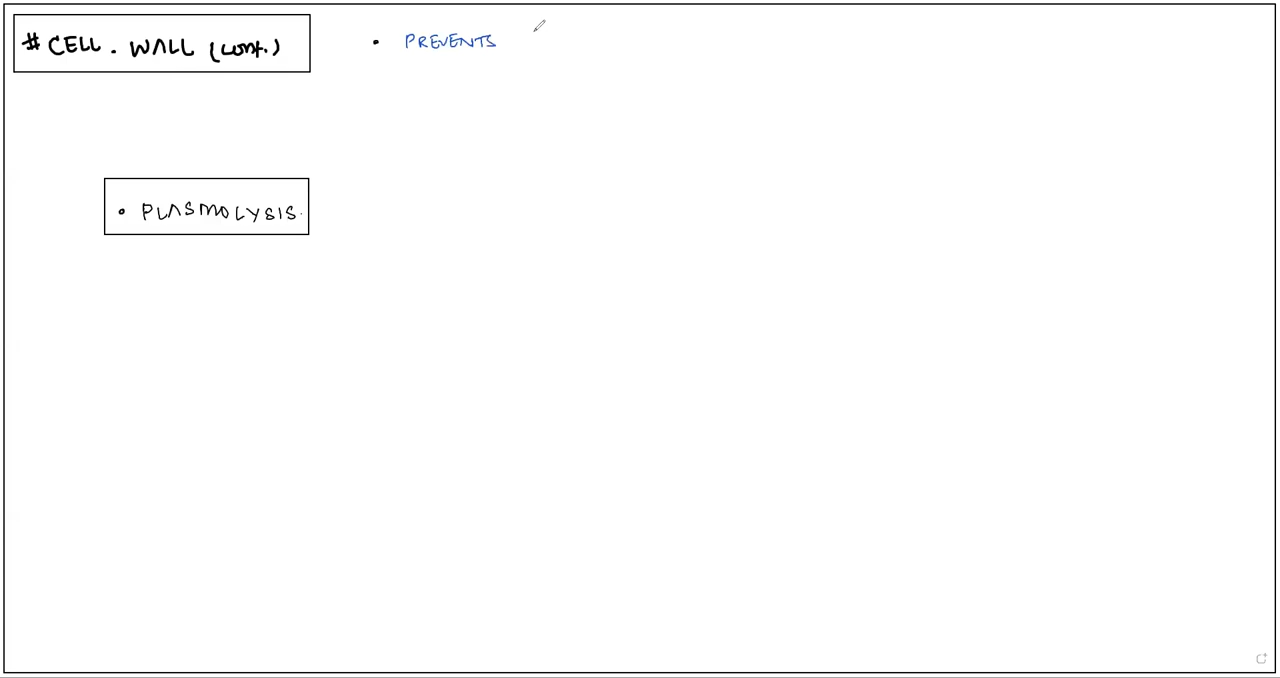 # CELL . WALL (cont.)
• PREVENTS
• PLASMOLYSIS.